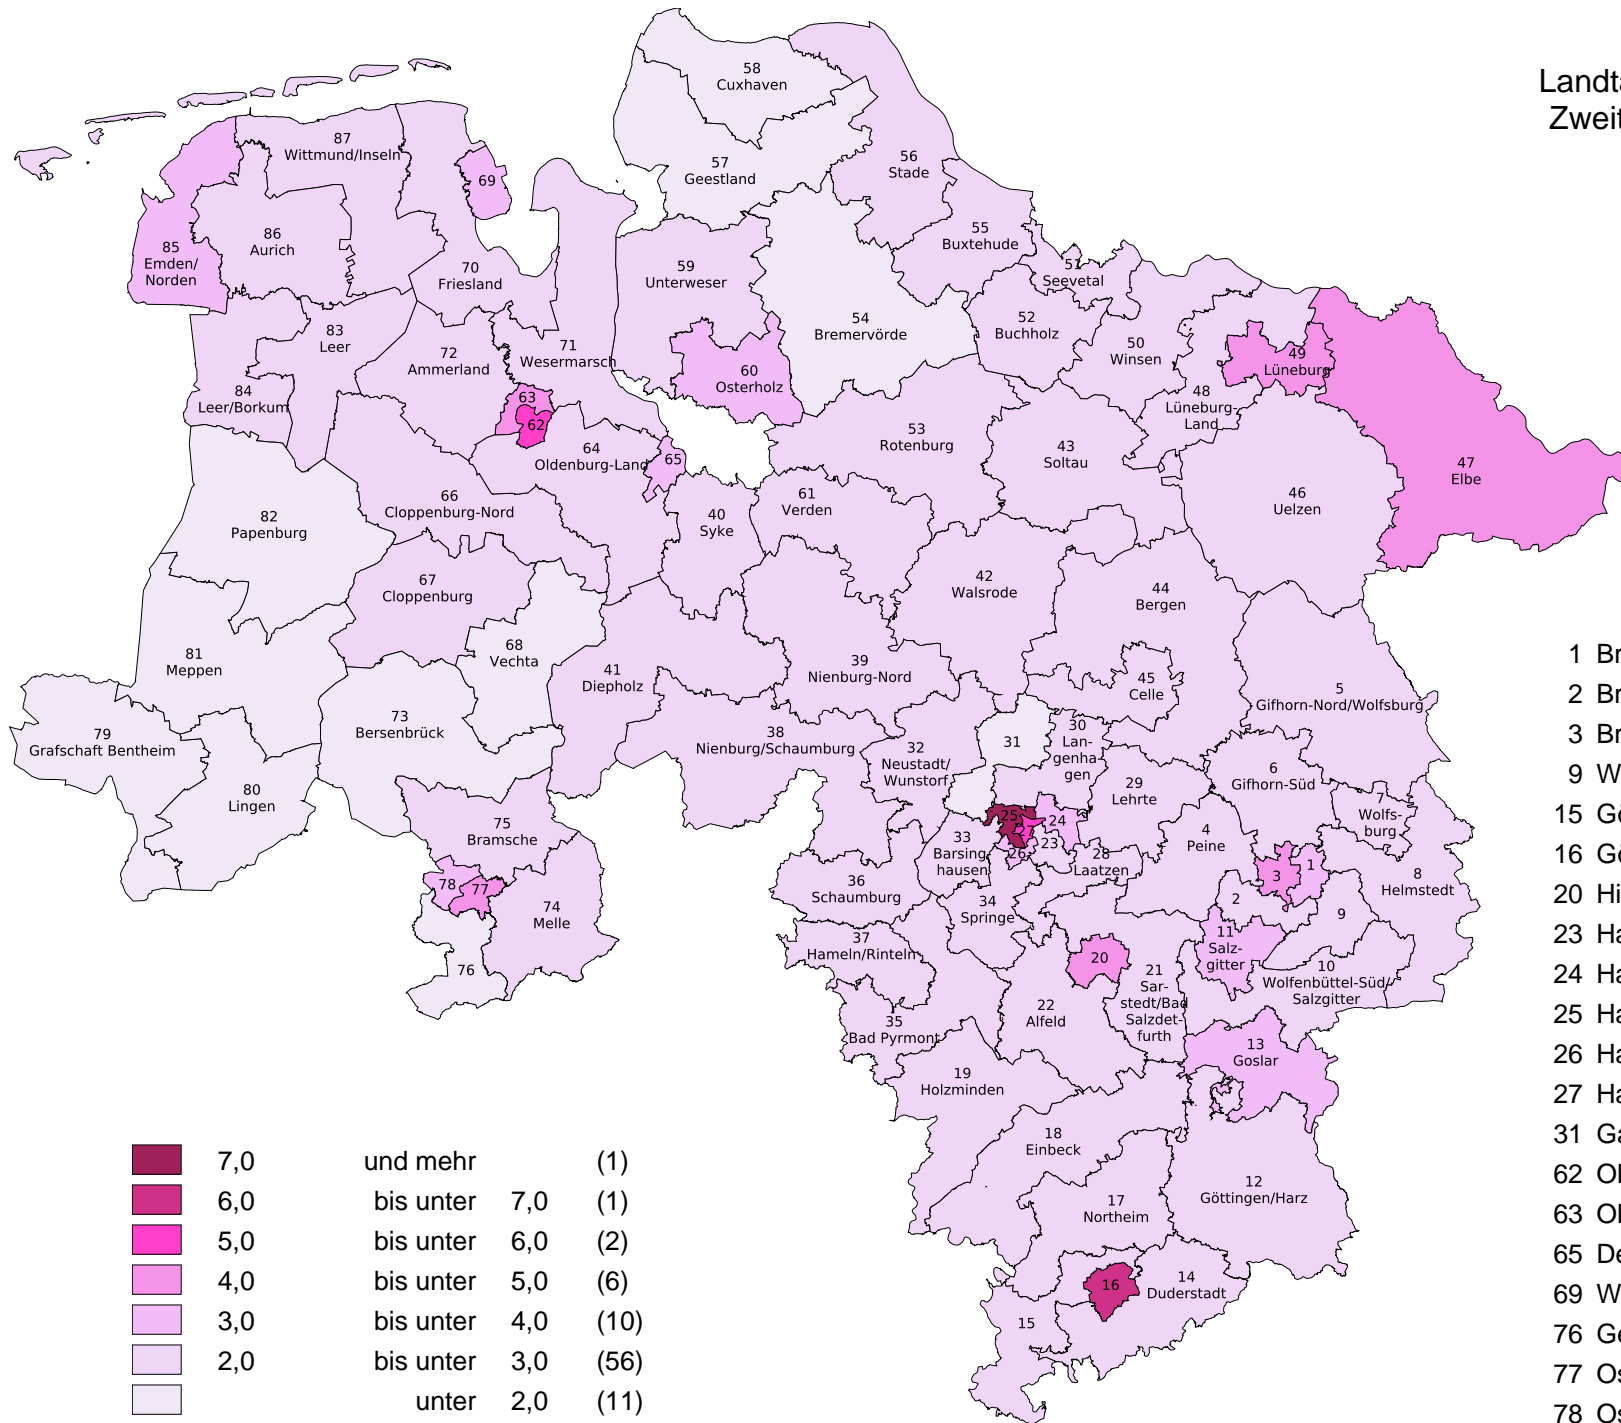 58
Cuxhaven
Landta
Zweit
87
Wittmund/Inseln
56
Stade
57
Geestland
69
86
Aurich
55
Buxtehude
85
Emden/
Norden
70
Friesland
59
Unterweser
51
Seevetal
54
Bremervörde
52
Buchholz
83
Leer
50
Winsen
71
Wesermarsch
72
Ammerland
49
Lüneburg
60
Osterholz
84
Leer/Borkum
63
48
Lüneburg-
Land
62
53
Rotenburg
64
Oldenburg-Land
43
Soltau
65
47
Elbe
66
Cloppenburg-Nord
61
Verden
46
Uelzen
82
Papenburg
40
Syke
67
Cloppenburg
42
Walsrode
44
Bergen
68
Vechta
81
Meppen
39
Nienburg-Nord
41
Diepholz
45
Celle
5
Gifhorn-Nord/Wolfsburg
73
Bersenbrück
79
Grafschaft Bentheim
38
Nienburg/Schaumburg
31
30
Lan-
genha
gen
32
Neustadt/
Wunstorf
6
Gifhorn-Süd
80
Lingen
29
Lehrte
7
Wolfs-
burg
75
Bramsche
25
24
27
4
Peine
33
Barsing
hausen
23
26
28
Laatzen
1
3
8
Helmstedt
36
Schaumburg
78
77
2
34
Springe
9
74
Melle
11
Salz-
gitter
37
Hameln/Rinteln
20
76
10
Wolfenbüttel-Süd/
Salzgitter
21
Sar-
stedt/Bad
Salzdet-
furth
22
Alfeld
35
Bad Pyrmont
13
Goslar
19
Holzminden
18
Einbeck
12
Göttingen/Harz
17
Northeim
16
14
Duderstadt
15
1 Br
2 Br
3 Br
9 W
15 Gö
16 Gö
20 Hi
23 Ha
24 Ha
25 Ha
26 Ha
27 Ha
31 Ga
62 Ol
63 Ol
65 De
69 W
76 Ge
77 Os
78 Os
7,0 und mehr (1)
6,0 bis unter 7,0 (1)
5,0 bis unter 6,0 (2)
4,0 bis unter 5,0 (6)
3,0 bis unter 4,0 (10)
2,0 bis unter 3,0 (56)
unter 2,0 (11)